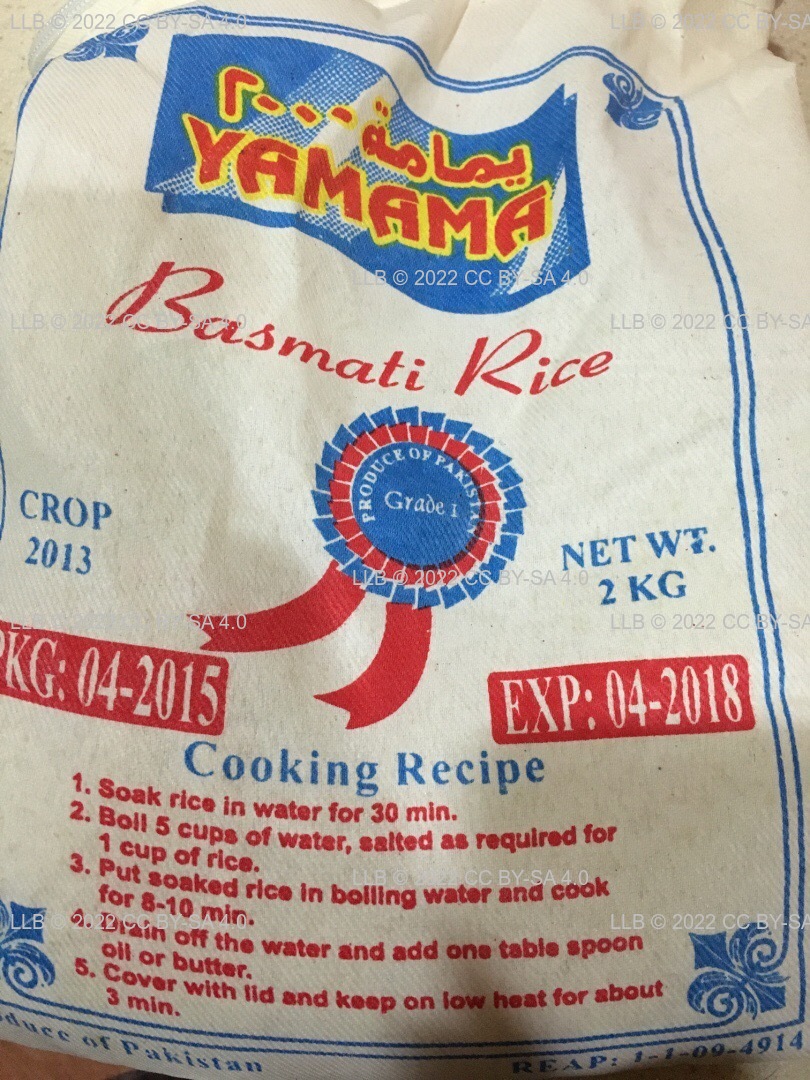 يمامة ٢٠٠٠
YAMAMA
Basmati Rice
PRODUCE OF PAKISTAN
Grade 1
CROP
2013
NET WT.
2 KG
PKG: 04-2015
EXP: 04-2018
Cooking Recipe
1. Soak rice in water for 30 min.
2. Boil 5 cups of water, salted as required for
1 cup of rice.
3. Put soaked rice in boiling water and cook
for 8-10 min.
4. Drain off the water and add one table spoon
oil or butter.
5. Cover with lid and keep on low heat for about
3 min.
Produce of Pakistan
REAP: 1-1-09-4914
LLB © 2022 CC BY-SA 4.0